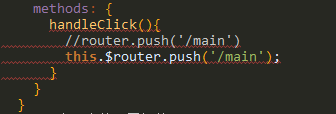 methods: {
handleClick(){
//router.push('/main')
this.$router.push('/main');
}
}
}